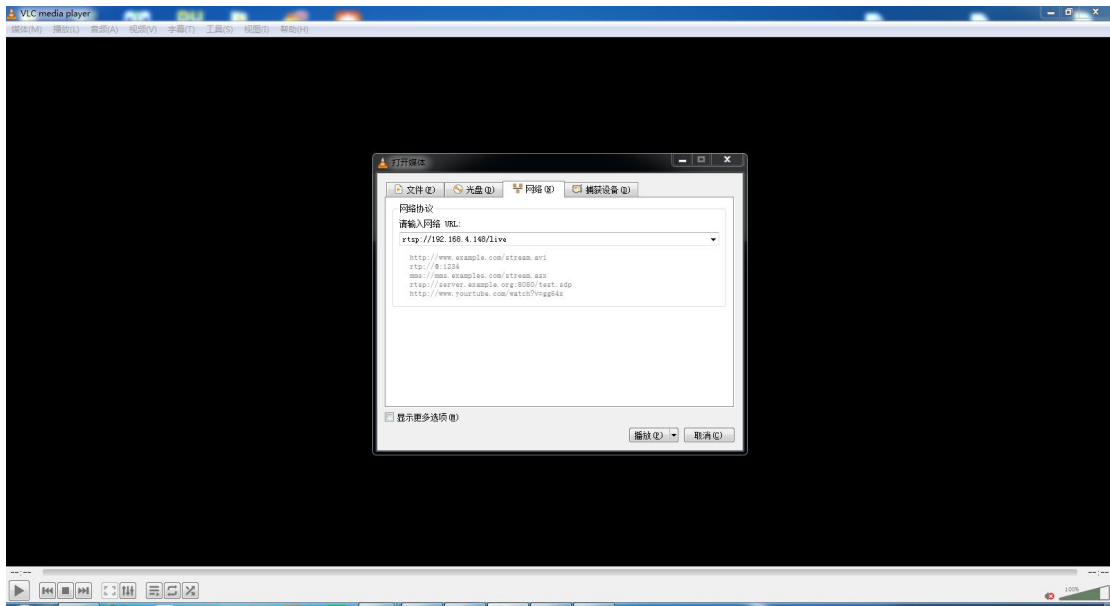 VLC media player
媒体(M) 播放(L) 音频(A) 视频(V) 字幕(T) 工具(S) 视图(I) 帮助(H)
打开媒体
文件(F) 光盘(D) 网络(N) 捕获设备(D)
网络协议
请输入网络 URL:
rtsp://192.168.4.148/live
http://www.example.com/stream.avi
rtp://@:1234
mms://mms.examples.com/stream.asx
rtsp://server.example.org:8080/test.sdp
http://www.yourtube.com/watch?v=gg64x
显示更多选项(M)
播放(P) 取消(C)
--:-- --:--
100%